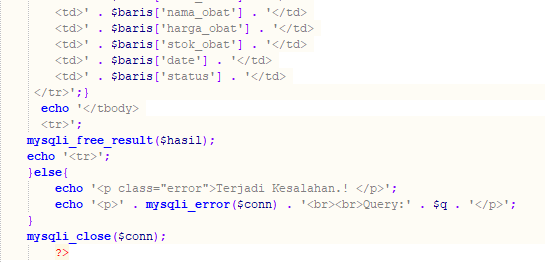 <td>' . $baris['nama_obat'] . '</td>
<td>' . $baris['harga_obat'] . '</td>
<td>' . $baris['stok_obat'] . '</td>
<td>' . $baris['date'] . '</td>
<td>' . $baris['status'] . '</td>
</tr>';}
echo '</tbody>
<tr>';
mysqli_free_result($hasil);
echo '<tr>';
}else{
echo '<p class="error">Terjadi Kesalahan.! </p>';
echo '<p>' . mysqli_error($conn) . '<br><br>Query:' . $q . '</p>';
}
mysqli_close($conn);
?>